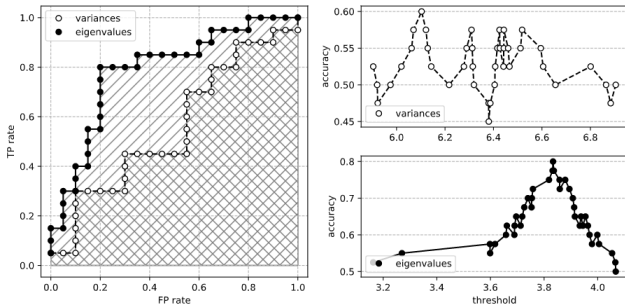 variances
eigenvalues
1.0
0.8
0.6
0.4
0.2
0.0
TP rate
0.0 0.2 0.4 0.6 0.8 1.0
FP rate
0.60
0.55
0.50
0.45
accuracy
variances
6.0 6.2 6.4 6.6 6.8
0.8
0.7
0.6
0.5
accuracy
eigenvalues
3.2 3.4 3.6 3.8 4.0
threshold